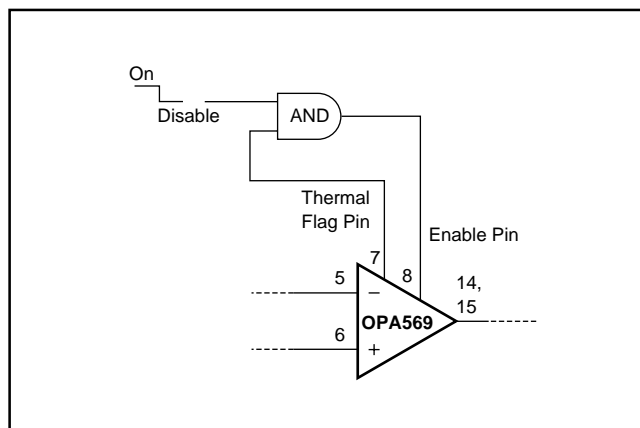 On
Disable
AND
Thermal
Flag Pin
Enable Pin
7
8
14,
15
5
−
OPA569
6
+